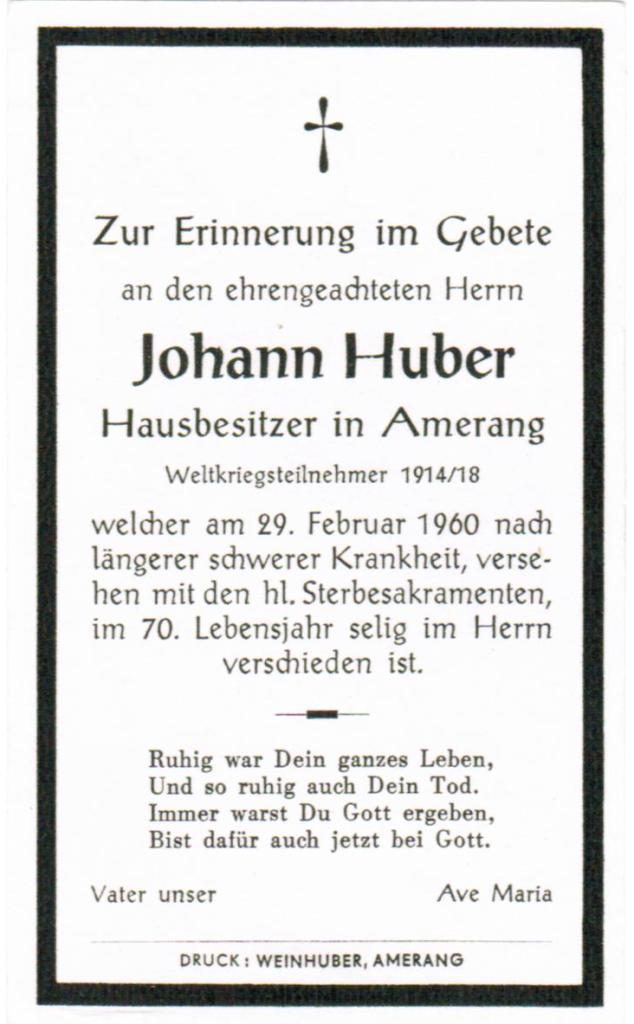 Zur Erinnerung im Gebete
an den ehrengeachteten Herrn
Johann Huber
Hausbesitzer in Amerang
Weltkriegsteilnehmer 1914/18
welcher am 29. Februar 1960 nach
längerer schwerer Krankheit, verse-
hen mit den hl. Sterbesakramenten,
im 70. Lebensjahr selig im Herrn
verschieden ist.
Ruhig war Dein ganzes Leben,
Und so ruhig auch Dein Tod.
Immer warst Du Gott ergeben,
Bist dafür auch jetzt bei Gott.
Vater unser Ave Maria
DRUCK: WEINHUBER, AMERANG